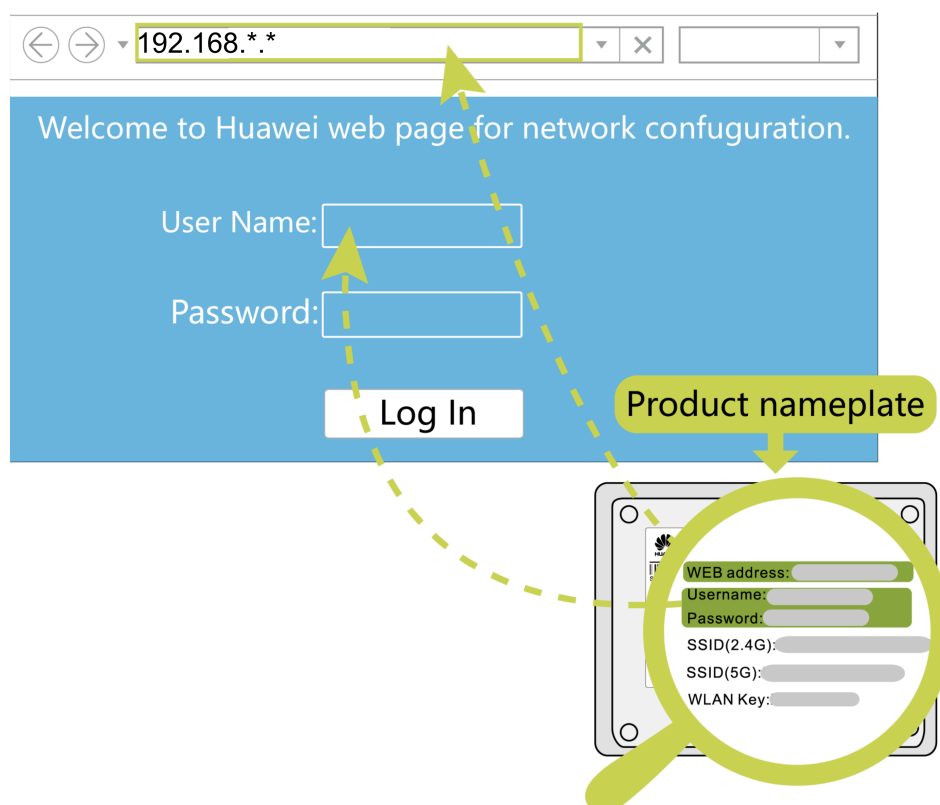 192.168.*.*
Welcome to Huawei web page for network confuguration.
User Name:
Password:
Log In
Product nameplate
WEB address:
Username:
Password:
SSID(2.4G):
SSID(5G):
WLAN Key: